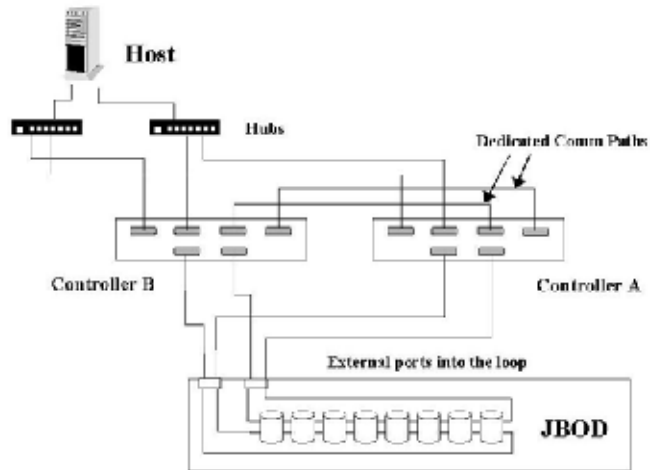 Host
Hubs
Dedicated Comm Paths
Controller B
Controller A
External ports into the loop
JBOD